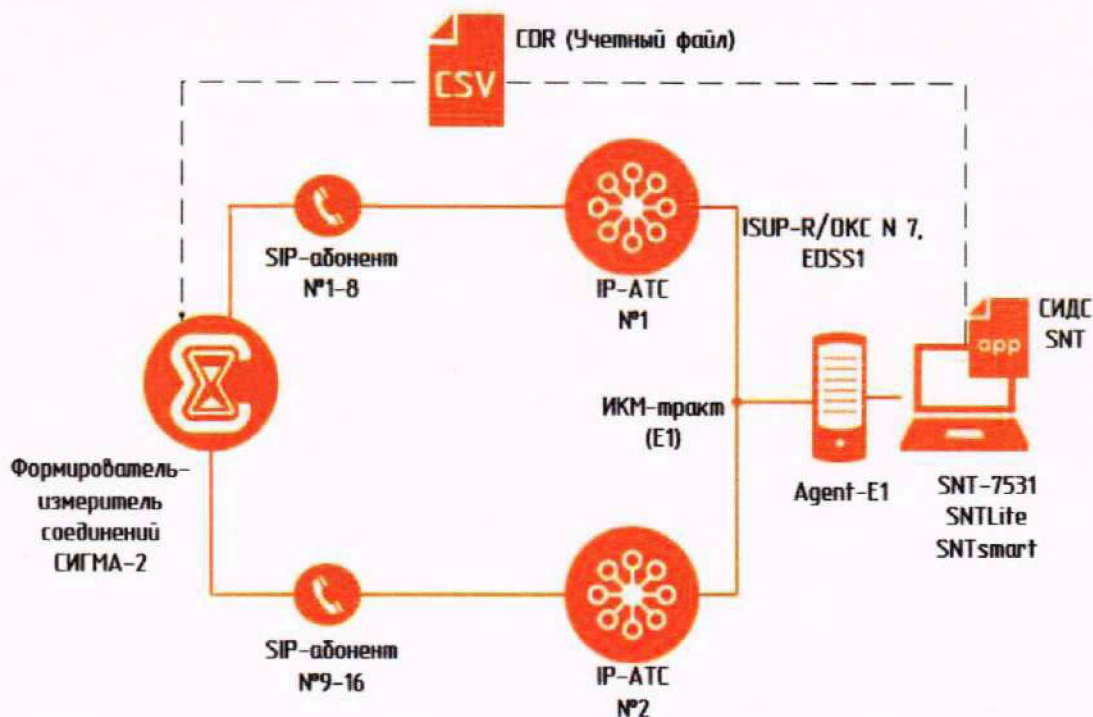 CDR (Учетный файл)
CSV
SIP-абонент
№1-8
IP-АТС
№1
ISUP-R/ОКС N 7,
EDSS1
СИДС
SNT
app
ИКМ-тракт
(E1)
Формирователь-
измеритель
соединений
СИГМА-2
Agent-E1
SNT-7531
SNTLite
SNTsmart
SIP-абонент
№9-16
IP-АТС
№2